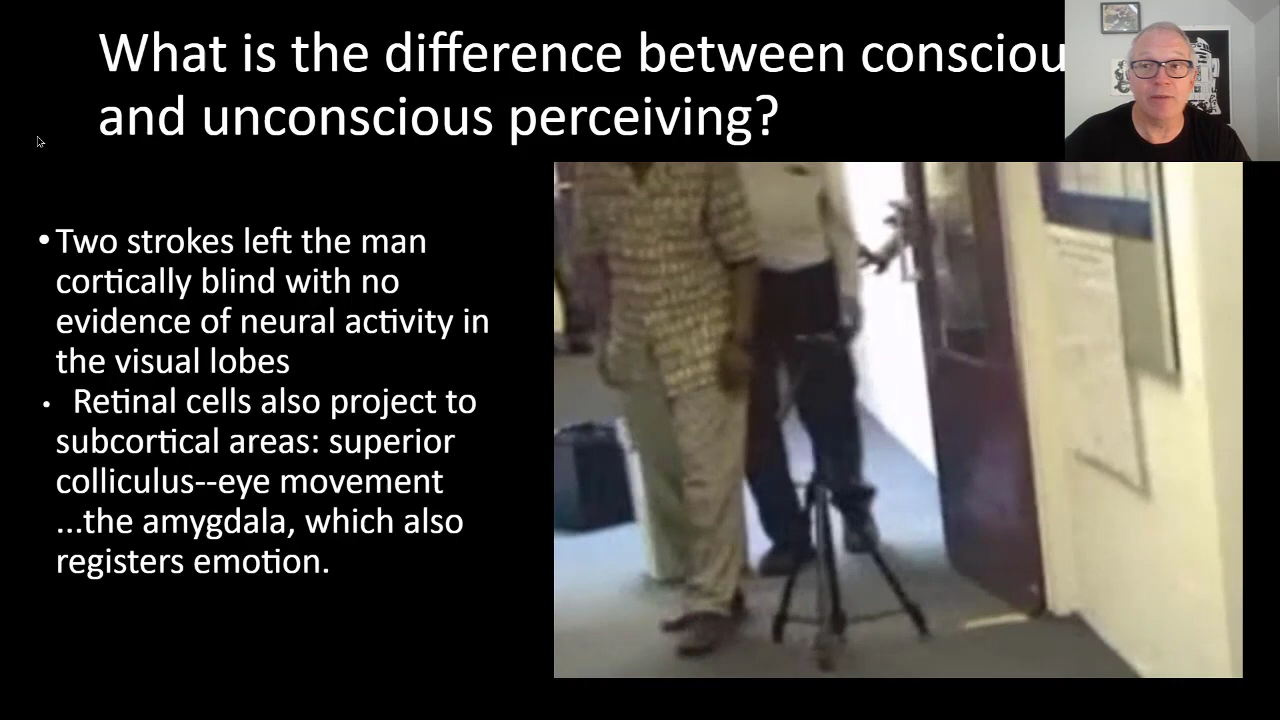 What is the difference between consciou
and unconscious perceiving?
• Two strokes left the man
cortically blind with no
evidence of neural activity in
the visual lobes
• Retinal cells also project to
subcortical areas: superior
colliculus--eye movement
...the amygdala, which also
registers emotion.